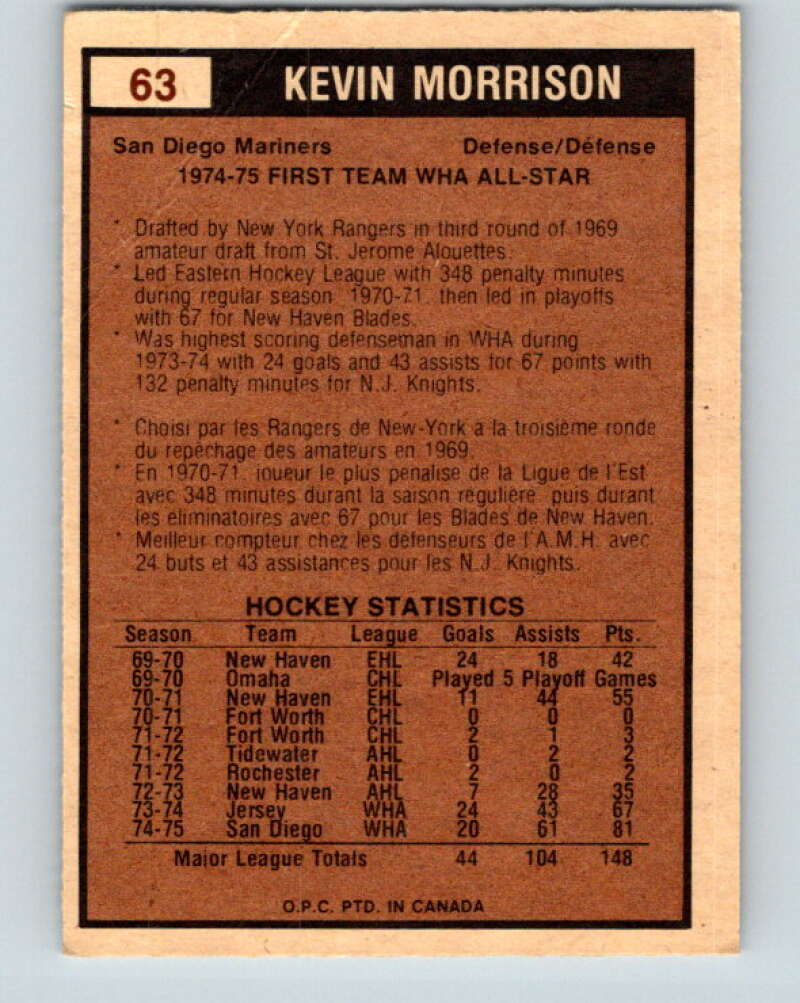 63 KEVIN MORRISON
San Diego Mariners Defense/Défense
1974-75 FIRST TEAM WHA ALL-STAR
* Drafted by New York Rangers in third round of 1969
amateur draft from St. Jerome Alouettes.
* Led Eastern Hockey League with 348 penalty minutes
during regular season 1970-71. then led in playoffs
with 67 for New Haven Blades.
* Was highest scoring defenseman in WHA during
1973-74 with 24 goals and 43 assists for 67 points with
132 penalty minutes for N.J. Knights.
* Choisi par les Rangers de New-York a la troisième ronde
du repêchage des amateurs en 1969.
* En 1970-71. joueur le plus penalise de la Ligue de l'Est
avec 348 minutes durant la saison regulière puis durant
les eliminatoires avec 67 pour les Blades de New Haven.
* Meilleur compteur chez les défenseurs de l'A.M.H. avec
24 buts et 43 assistances pour les N.J. Knights.
HOCKEY STATISTICS
Season Team League Goals Assists Pts.
69-70 New Haven EHL 24 18 42
69-70 Omaha CHL Played 5 Playoff Games
70-71 New Haven EHL 11 44 55
70-71 Fort Worth CHL 0 0 0
71-72 Fort Worth CHL 2 1 3
71-72 Tidewater AHL 0 2 2
71-72 Rochester AHL 2 0 2
72-73 New Haven AHL 7 28 35
73-74 Jersey WHA 24 43 67
74-75 San Diego WHA 20 61 81
Major League Totals 44 104 148
O.P.C. PTD. IN CANADA